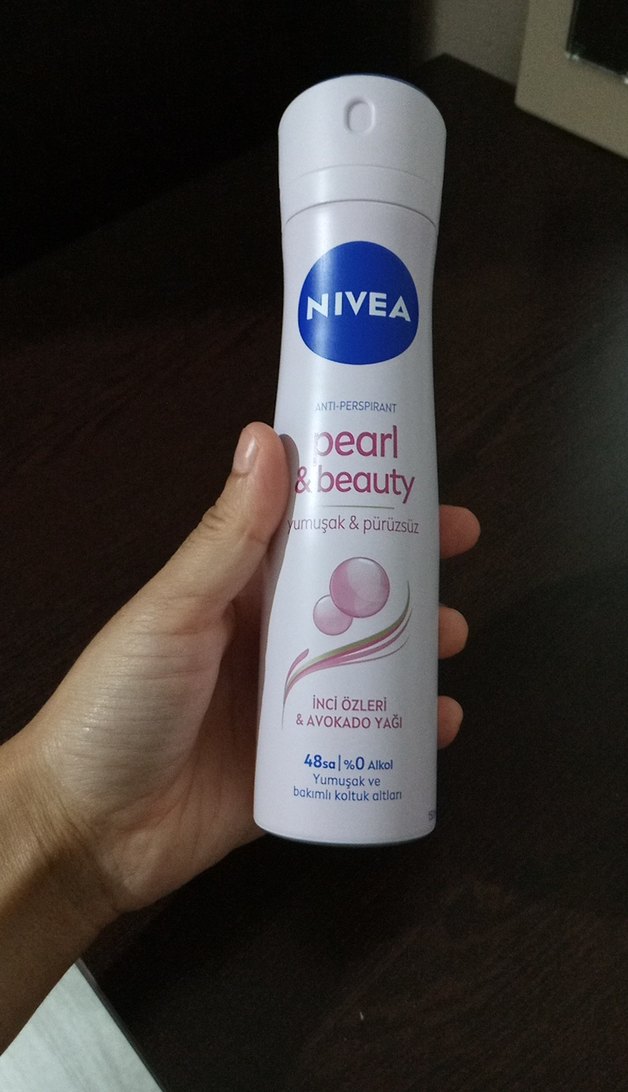 NIVEA
ANTI-PERSPIRANT
pearl
& beauty
yumuşak & pürüzsüz
İNCİ ÖZLERİ
& AVOKADO YAĞI
48sa | %0 Alkol
Yumuşak ve
bakımlı koltuk altları